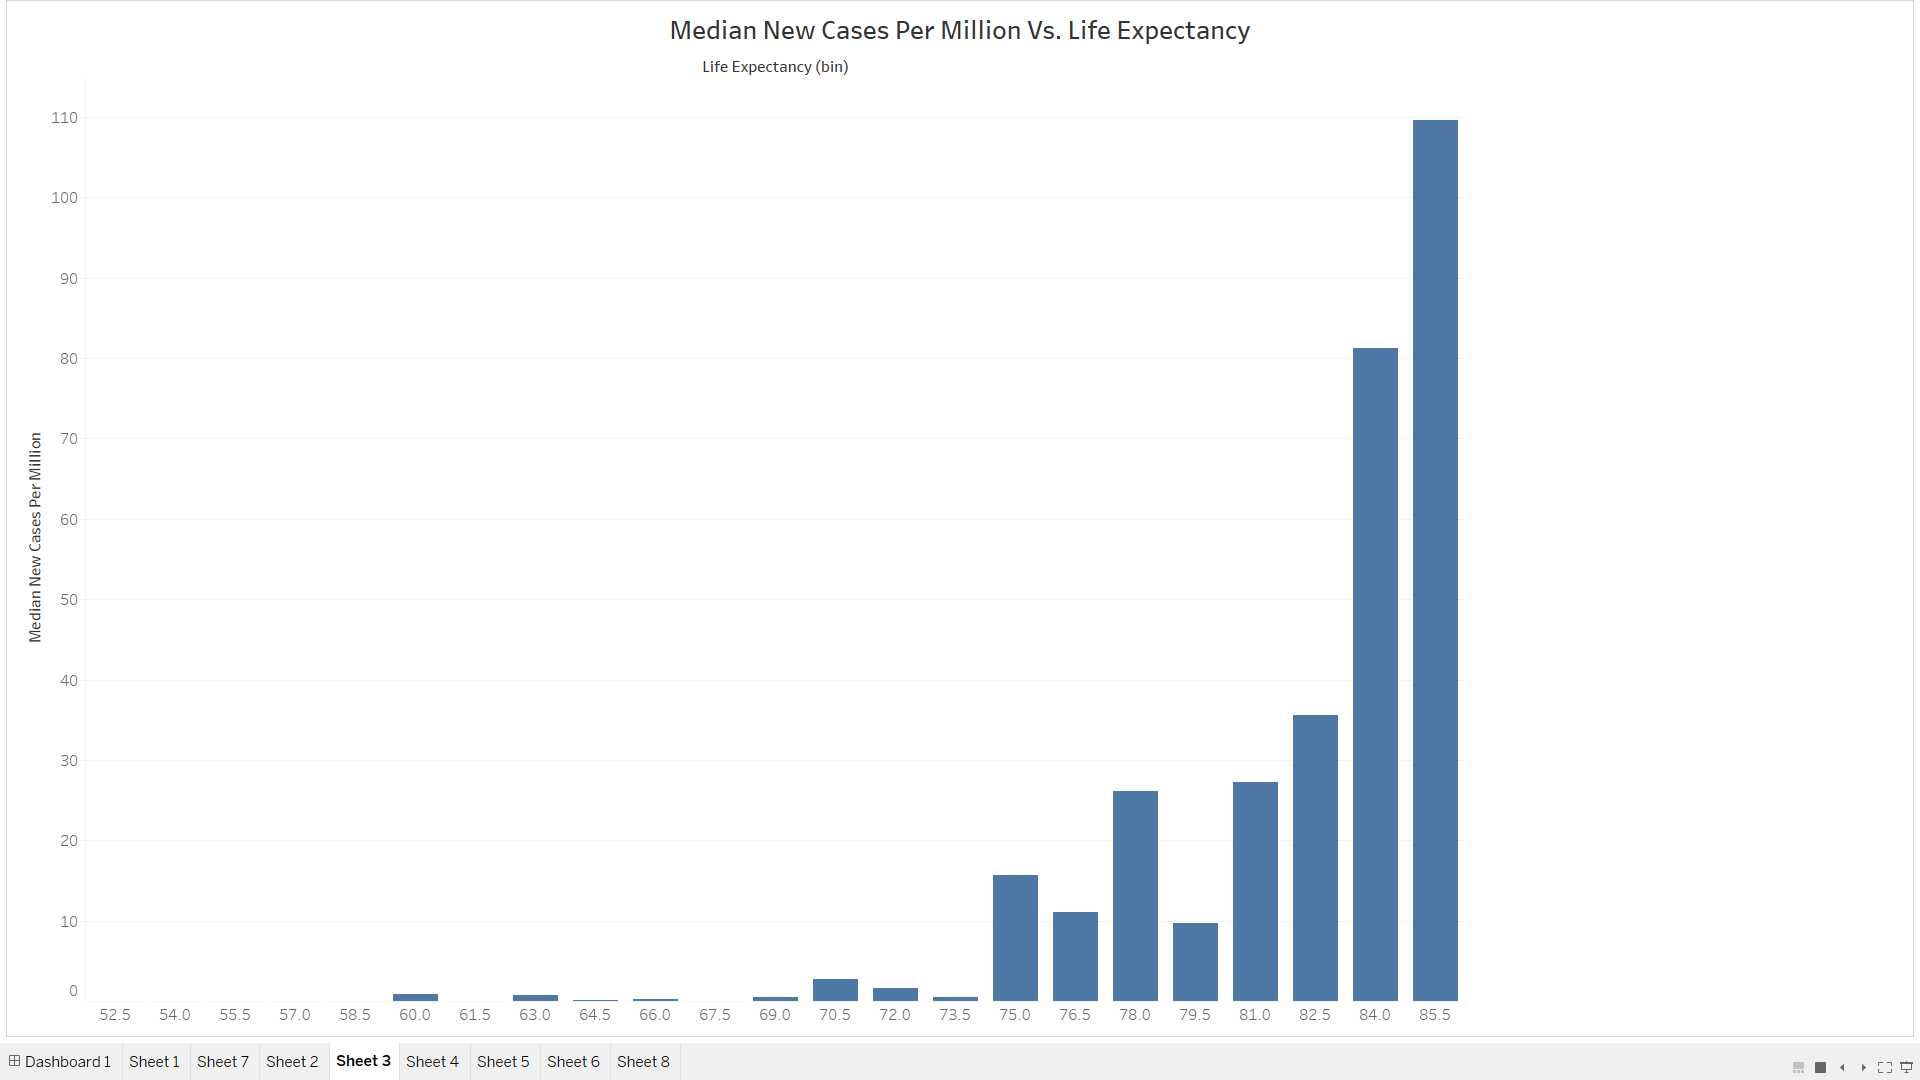 Median New Cases Per Million Vs. Life Expectancy
Life Expectancy (bin)
Median New Cases Per Million
110
100
90
80
70
60
50
40
30
20
10
0
52.5 54.0 55.5 57.0 58.5 60.0 61.5 63.0 64.5 66.0 67.5 69.0 70.5 72.0 73.5 75.0 76.5 78.0 79.5 81.0 82.5 84.0 85.5
Dashboard 1 Sheet 1 Sheet 7 Sheet 2 Sheet 3 Sheet 4 Sheet 5 Sheet 6 Sheet 8